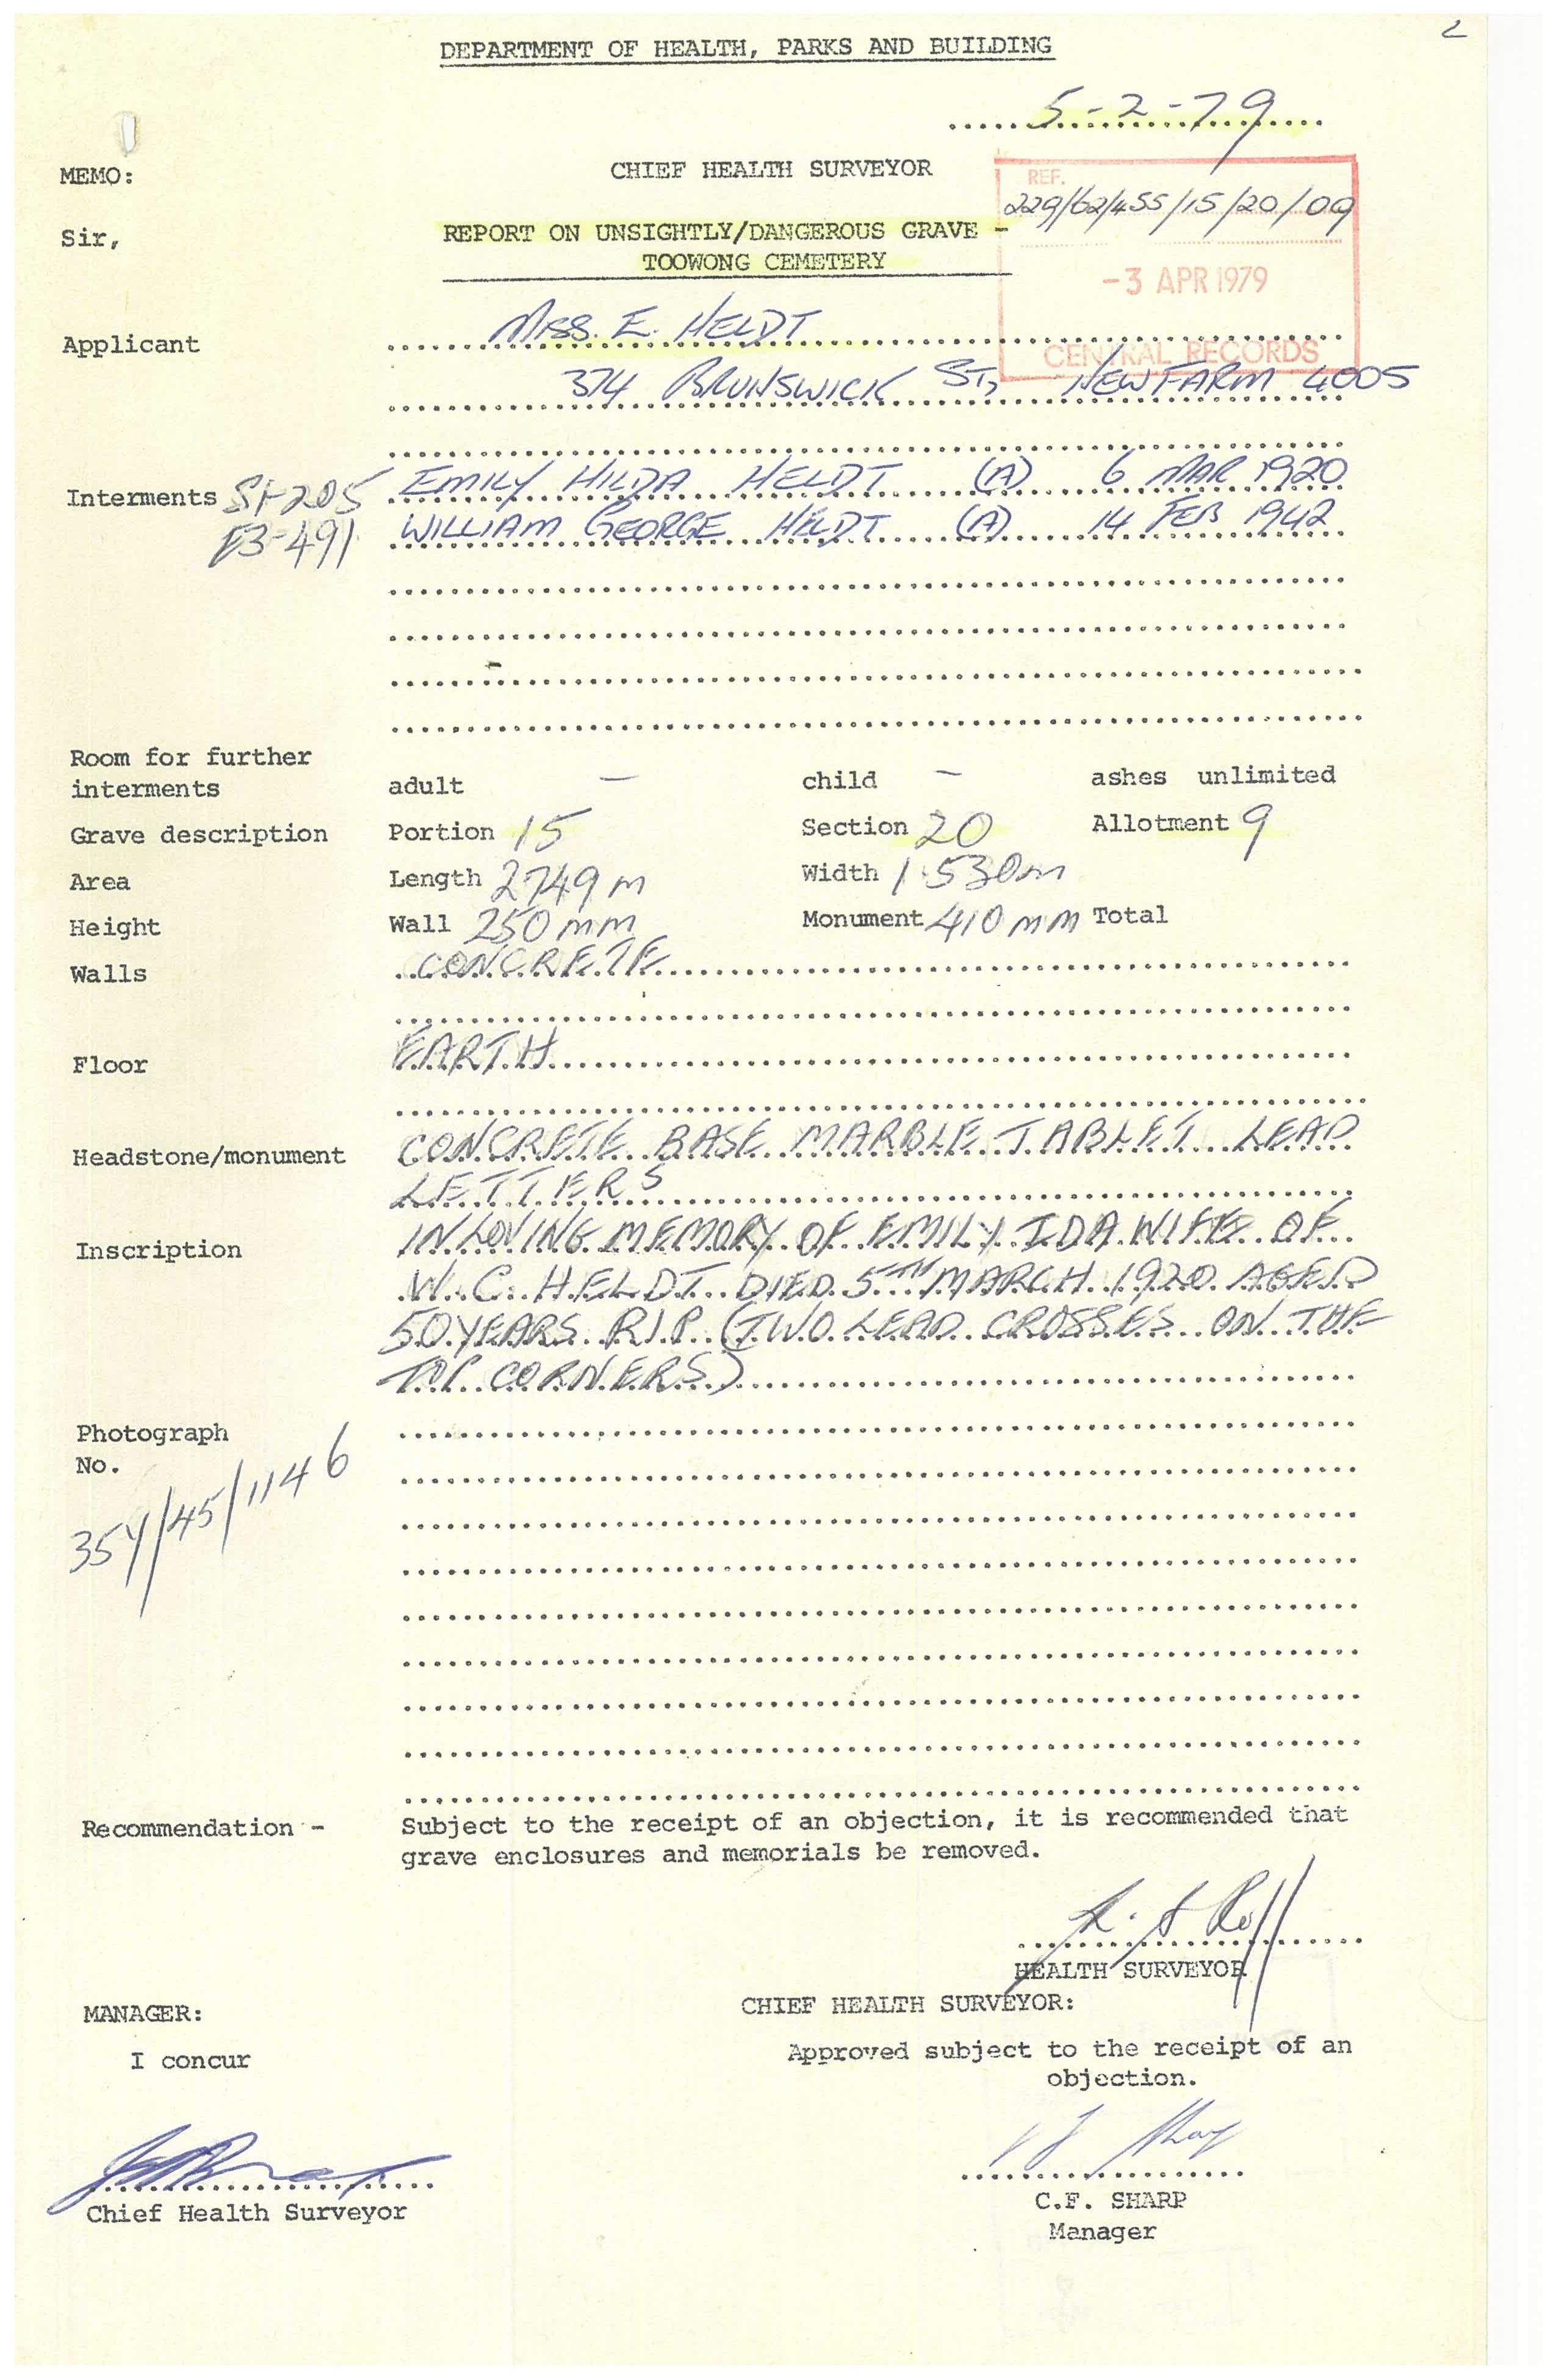 2
DEPARTMENT OF HEALTH, PARKS AND BUILDING
5-2-79
MEMO: CHIEF HEALTH SURVEYOR
REF.
229/62/455/15/20/09
Sir, REPORT ON UNSIGHTLY/DANGEROUS GRAVE -
TOOWONG CEMETERY
-3 APR 1979
CENTRAL RECORDS
Applicant MRS. E. HELDT
374 BRUNSWICK ST, NEW FARM 4005
Interments EMILY HILDA HELDT (A) 6 MAR 1920
WILLIAM GEORGE HELDT (A) 14 FEB 1942
Room for further
interments adult – child – ashes unlimited
Grave description Portion 15 Section 20 Allotment 9
Area Length 2749 m Width 1.530m
Height Wall 250 mm Monument 410 mm Total
Walls CONCRETE
Floor EARTH
Headstone/monument CONCRETE BASE MARBLE TABLET LEAD
LETTERS
Inscription IN LOVING MEMORY OF EMILY IDA WIFE OF
W. C. HELDT DIED 5TH MARCH 1920 AGED
50 YEARS R.I.P. (TWO LEAD CROSSES ON THE
TOP CORNERS)
Photograph
No.
354/45/1146
Recommendation - Subject to the receipt of an objection, it is recommended that
grave enclosures and memorials be removed.
HEALTH SURVEYOR
MANAGER: CHIEF HEALTH SURVEYOR:
I concur Approved subject to the receipt of an
objection.
Chief Health Surveyor C.F. SHARP
Manager